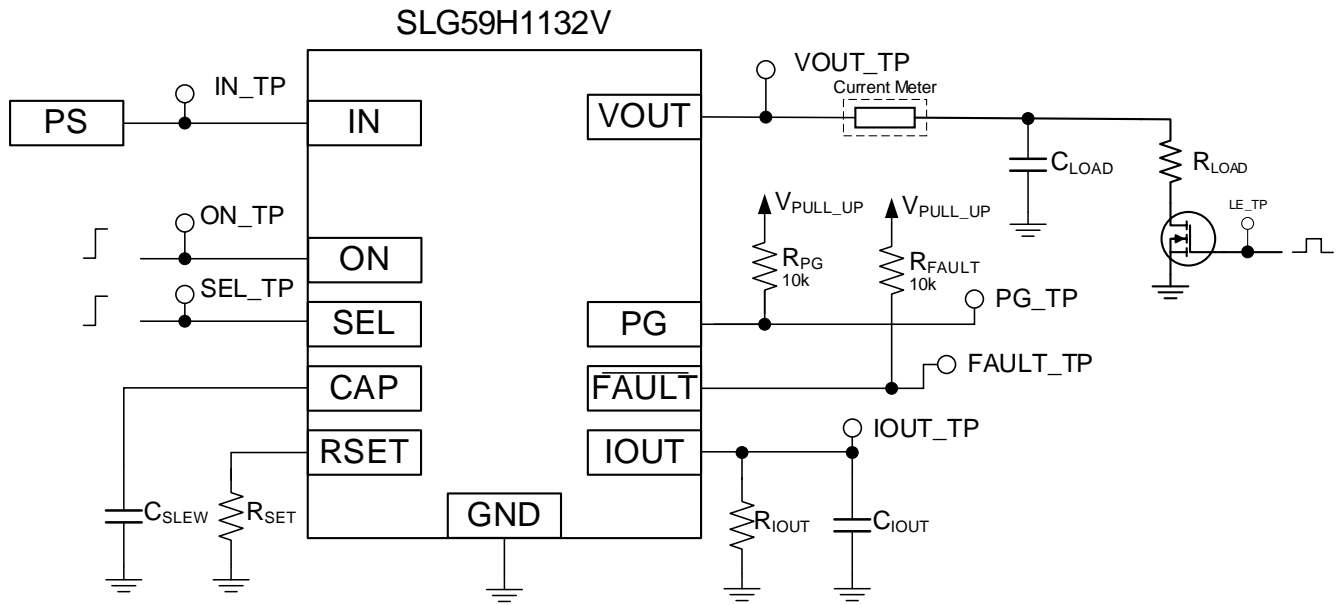 SLG59H1132V
IN_TP
VOUT_TP
Current Meter
PS
IN
VOUT
CLOAD
RLOAD
LE_TP
VPULL_UP
VPULL_UP
ON_TP
ON
RPG
10k
RFAULT
10k
SEL_TP
SEL
PG
PG_TP
CAP
FAULT
FAULT_TP
RSET
IOUT
IOUT_TP
CSLEW
RSET
GND
RIOUT
CIOUT